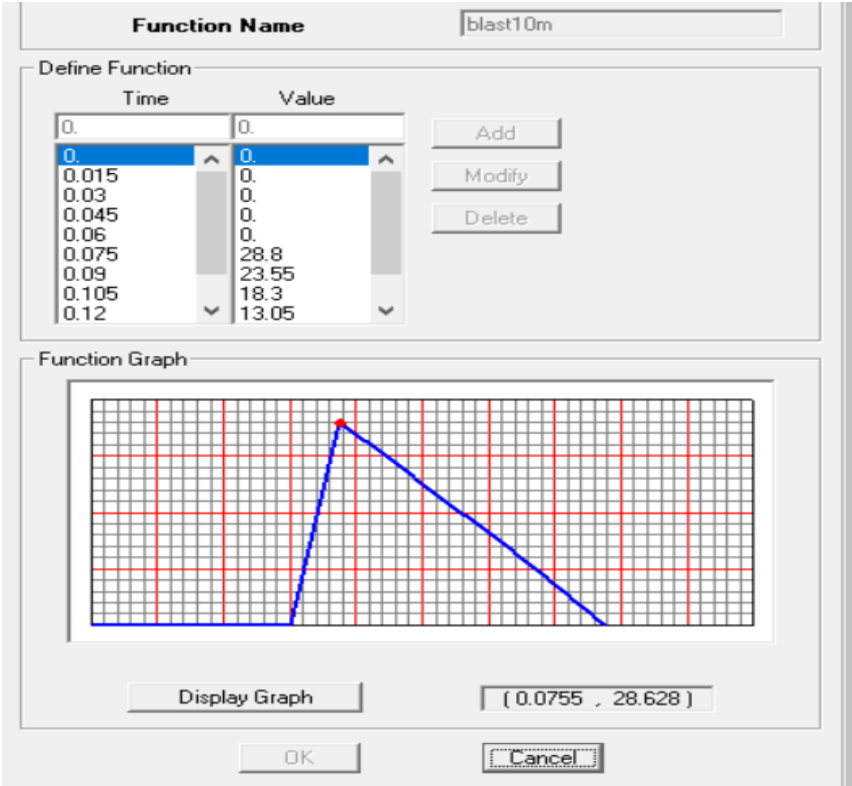 Function Name blast10m
Define Function
Time Value
0. 0.
0. 0.
0.015 0.
0.03 0.
0.045 0.
0.06 0.
0.075 28.8
0.09 23.55
0.105 18.3
0.12 13.05
Add
Modify
Delete
Function Graph
Display Graph ( 0.0755 , 28.628 )
OK Cancel